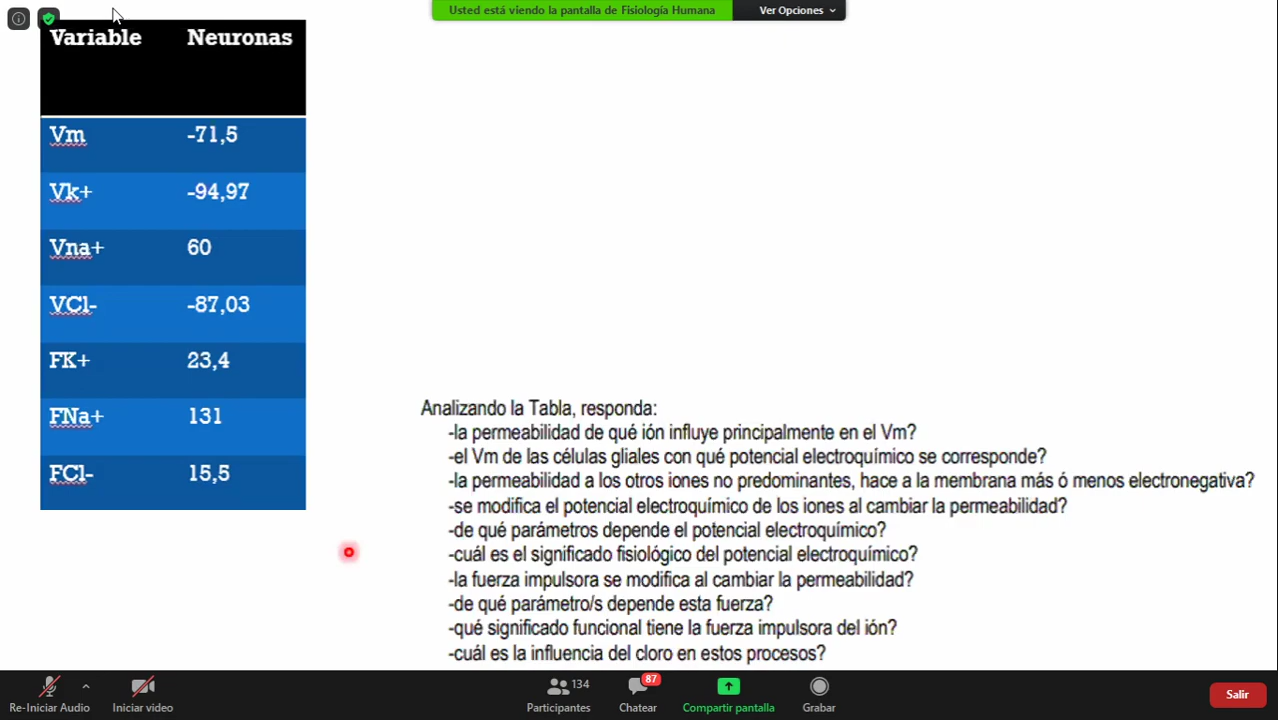 Usted está viendo la pantalla de Fisiología Humana
Ver Opciones
Variable Neuronas
Vm -71,5
Vk+ -94,97
Vna+ 60
VCl- -87,03
FK+ 23,4
FNa+ 131
FCl- 15,5
Analizando la Tabla, responda:
-la permeabilidad de qué ión influye principalmente en el Vm?
-el Vm de las células gliales con qué potencial electroquímico se corresponde?
-la permeabilidad a los otros iones no predominantes, hace a la membrana más ó menos electronegativa?
-se modifica el potencial electroquímico de los iones al cambiar la permeabilidad?
-de qué parámetros depende el potencial electroquímico?
-cuál es el significado fisiológico del potencial electroquímico?
-la fuerza impulsora se modifica al cambiar la permeabilidad?
-de qué parámetro/s depende esta fuerza?
-qué significado funcional tiene la fuerza impulsora del ión?
-cuál es la influencia del cloro en estos procesos?
134 87
Re-Iniciar Audio Iniciar video Participantes Chatear Compartir pantalla Grabar Salir